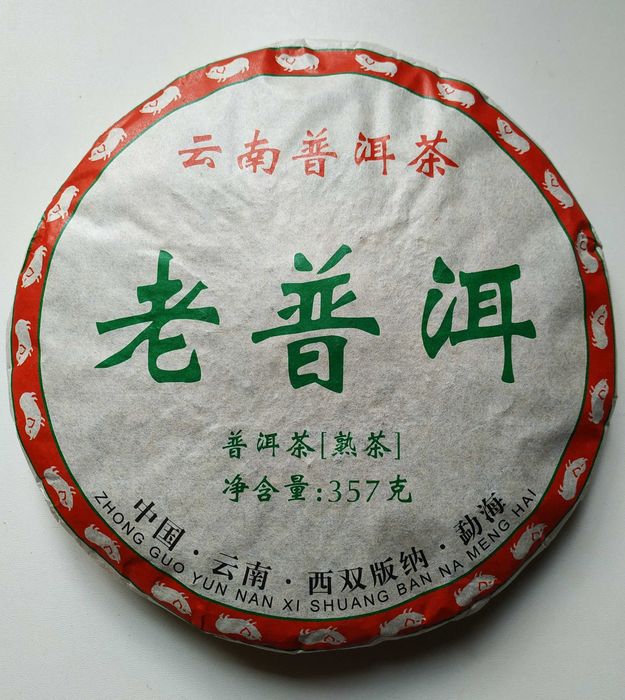 云南普洱茶
老普洱
普洱茶[熟茶]
净含量:357克
中国·云南·西双版纳·勐海
ZHONG GUO YUN NAN XI SHUANG BAN NA MENG HAI